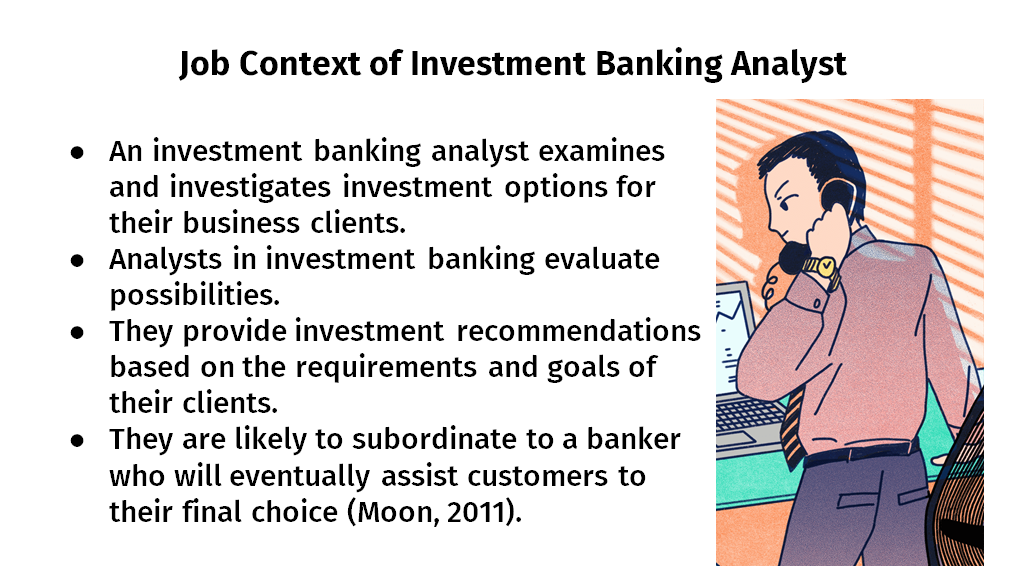 Job Context of Investment Banking Analyst
● An investment banking analyst examines
and investigates investment options for
their business clients.
● Analysts in investment banking evaluate
possibilities.
● They provide investment recommendations
based on the requirements and goals of
their clients.
● They are likely to subordinate to a banker
who will eventually assist customers to
their final choice (Moon, 2011).